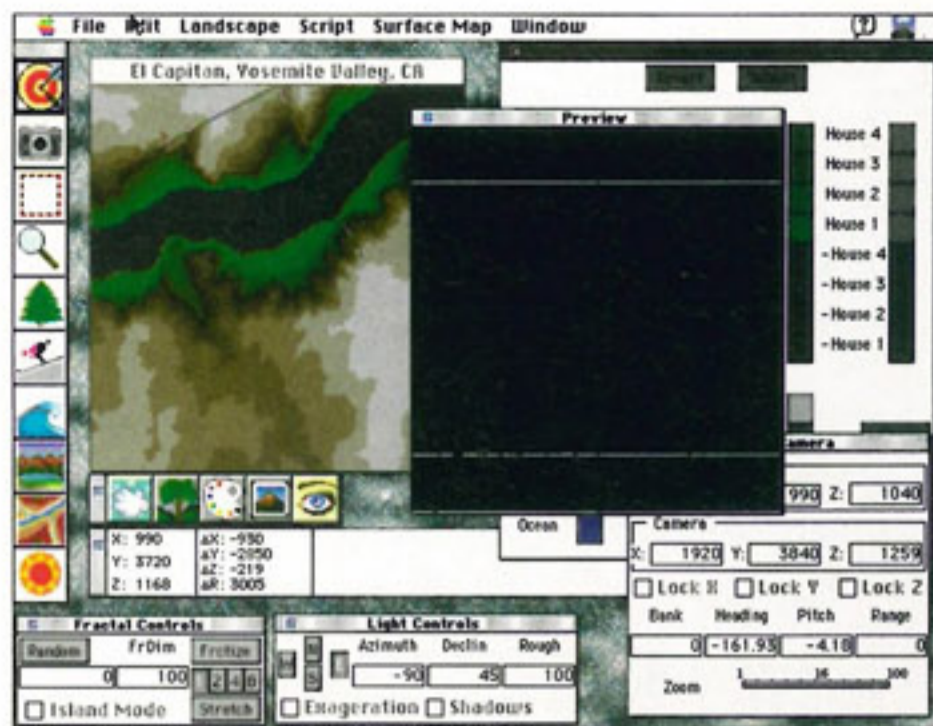 File Edit Landscape Script Surface Map Window
El Capitan, Yosemite Valley, CA
Preview
House 4
House 3
House 2
House 1
-House 4
-House 3
-House 2
-House 1
Ocean
Camera
990 Z: 1040
Camera
X: 1920 Y: 3840 Z: 1259
Lock X Lock Y Lock Z
Bank Heading Pitch Range
0 -161.93 -4.18 0
Zoom 1 16 100
X: 990 ΔX: -930
Y: 3720 ΔY: -2850
Z: 1168 ΔZ: -219
ΔR: 3005
Fractal Controls
Random FrDim Frctlze
0 100
2 4 8
Island Mode Stretch
Light Controls
Azimuth Declin Rough
-90 45 100
Exageration Shadows